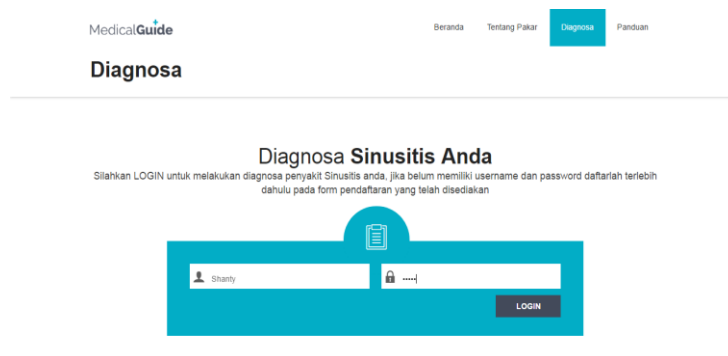 MedicalGuide
Beranda Tentang Pakar Diagnosa Panduan
Diagnosa
Diagnosa Sinusitis Anda
Silahkan LOGIN untuk melakukan diagnosa penyakit Sinusitis anda, jika belum memiliki username dan password daftarlah terlebih
dahulu pada form pendaftaran yang telah disediakan
Shanty .....
LOGIN